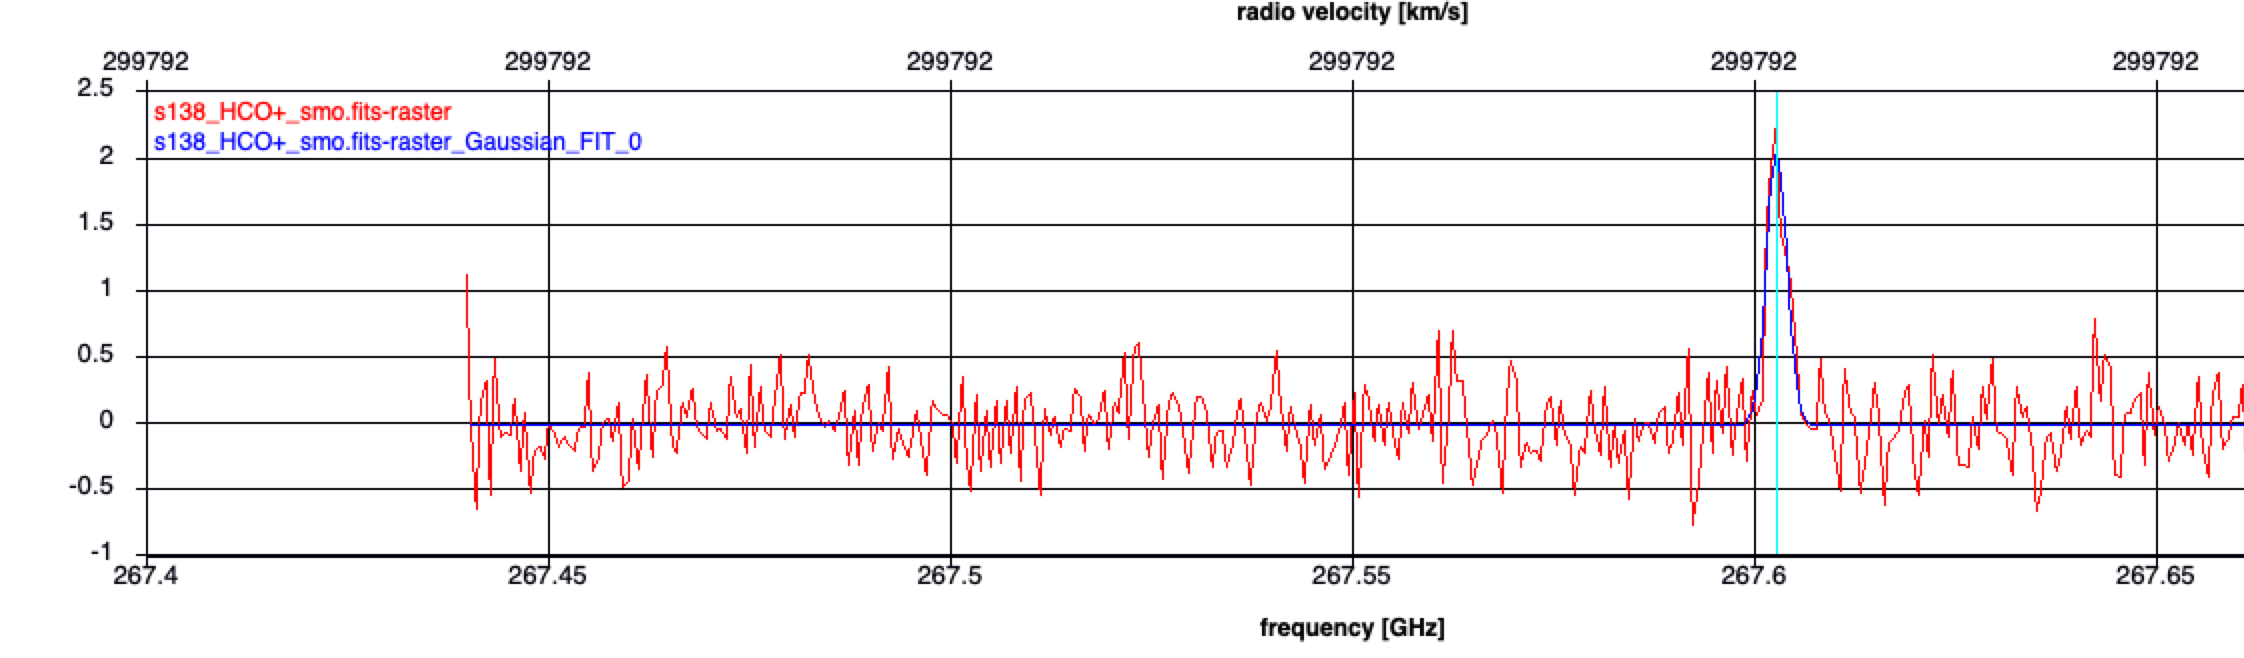 radio velocity [km/s]
299792 299792 299792 299792 299792 299792
2.5
s138_HCO+_smo.fits-raster
s138_HCO+_smo.fits-raster_Gaussian_FIT_0
2
1.5
1
0.5
0
-0.5
-1
267.4 267.45 267.5 267.55 267.6 267.65
frequency [GHz]